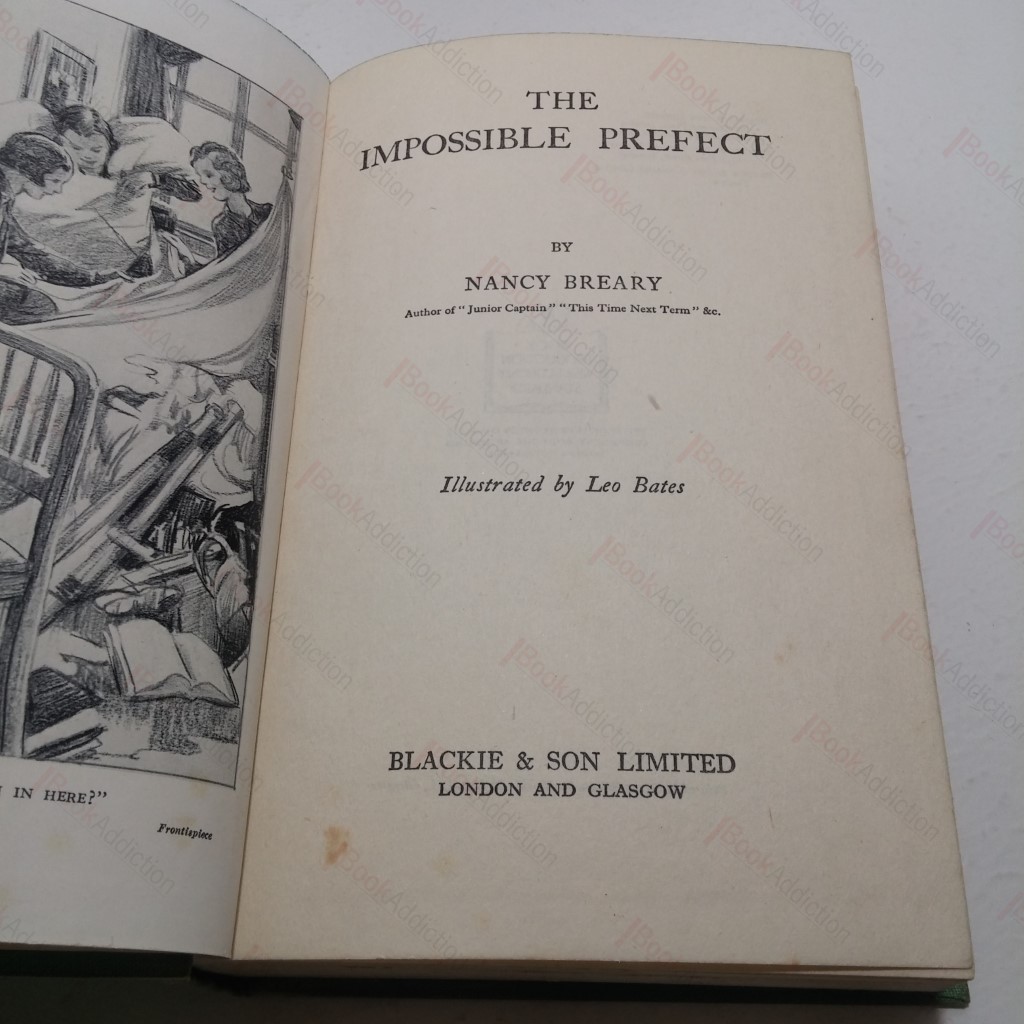 IN HERE?"
Frontispiece
THE
IMPOSSIBLE PREFECT
BY
NANCY BREARY
Author of "Junior Captain" "This Time Next Term" &c.
Illustrated by Leo Bates
BLACKIE & SON LIMITED
LONDON AND GLASGOW
BookAddiction